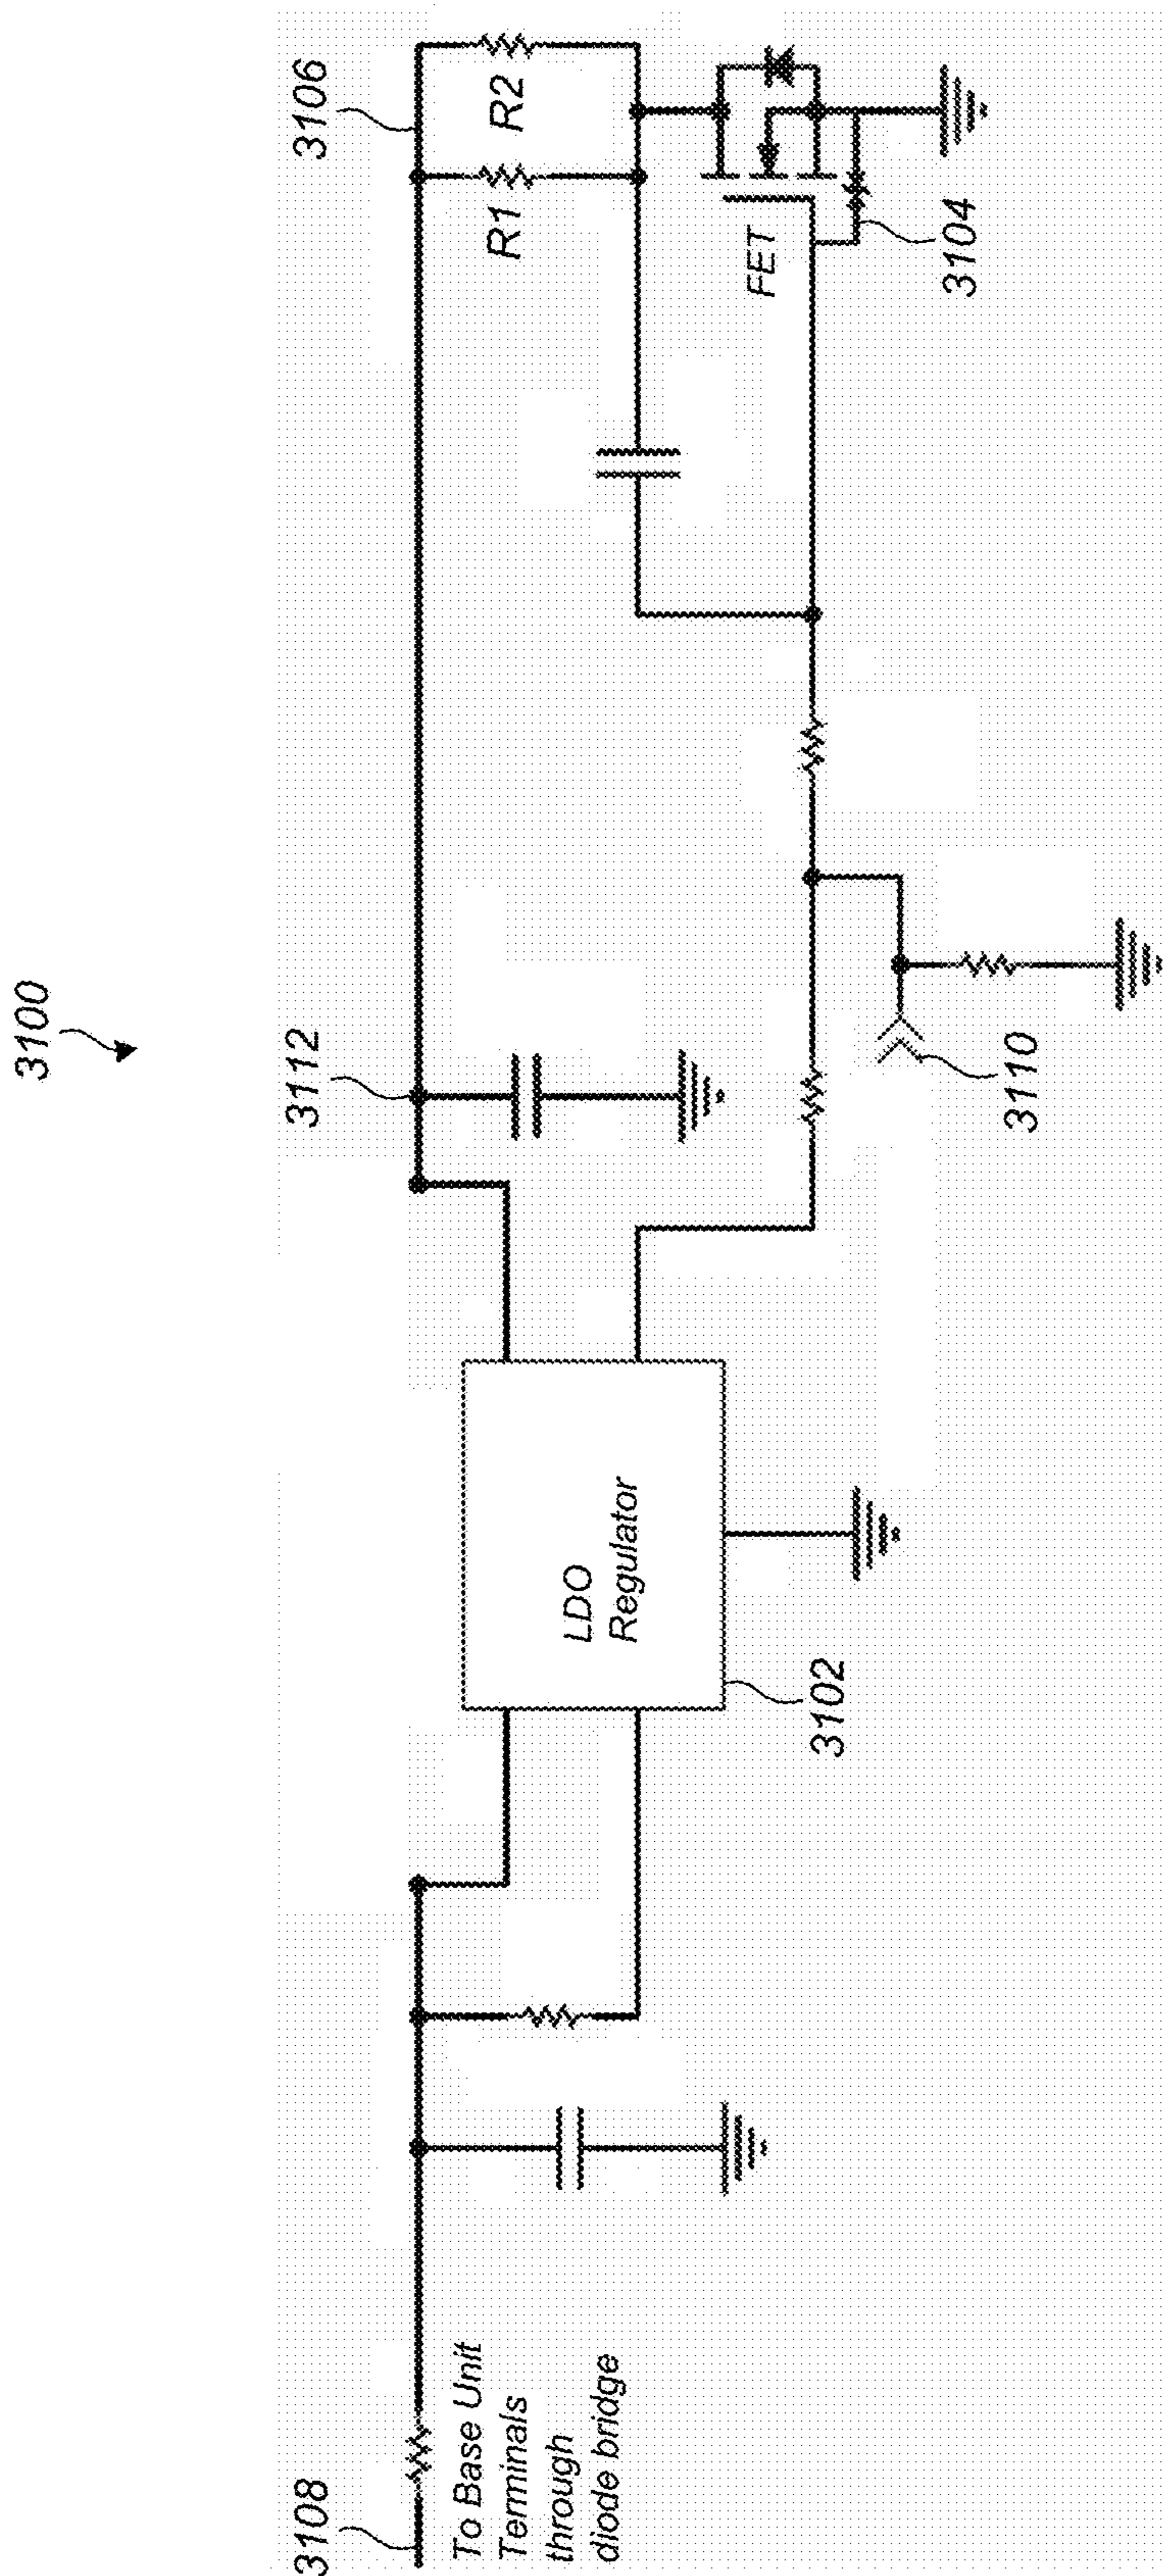 3100
3108
To Base Unit
Terminals
through
diode bridge
3102
LDO
Regulator
3112
3110
3106
R1
R2
FET
3104